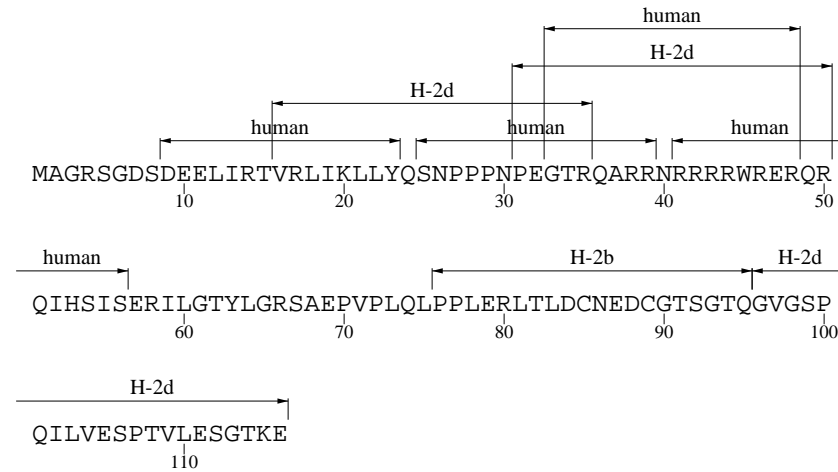 human
H-2d
H-2d
human human human
MAGRSGDSDEELIRTVRLIKLLYQSNPPPNPEGTRQARRNRRRRWRERQR
10 20 30 40 50
human H-2b H-2d
QIHSISERILGTYLGRSAEPVPLQLPPLERLTLDCNEDCGTSGTQGVGSP
60 70 80 90 100
H-2d
QILVESPTVLESGTKE
110